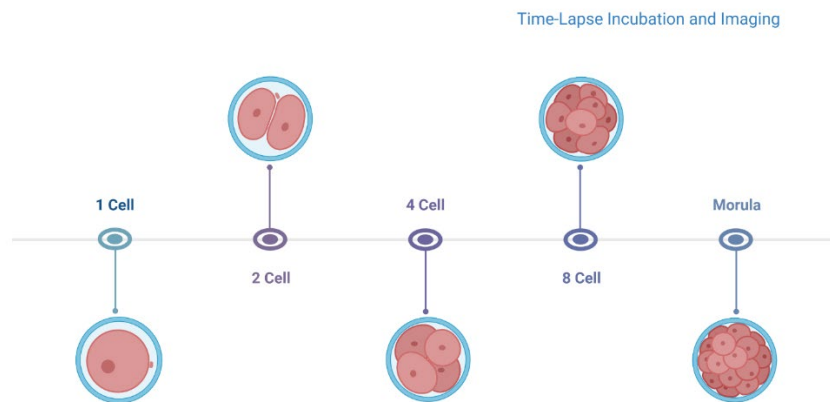 Time-Lapse Incubation and Imaging
1 Cell
2 Cell
4 Cell
8 Cell
Morula